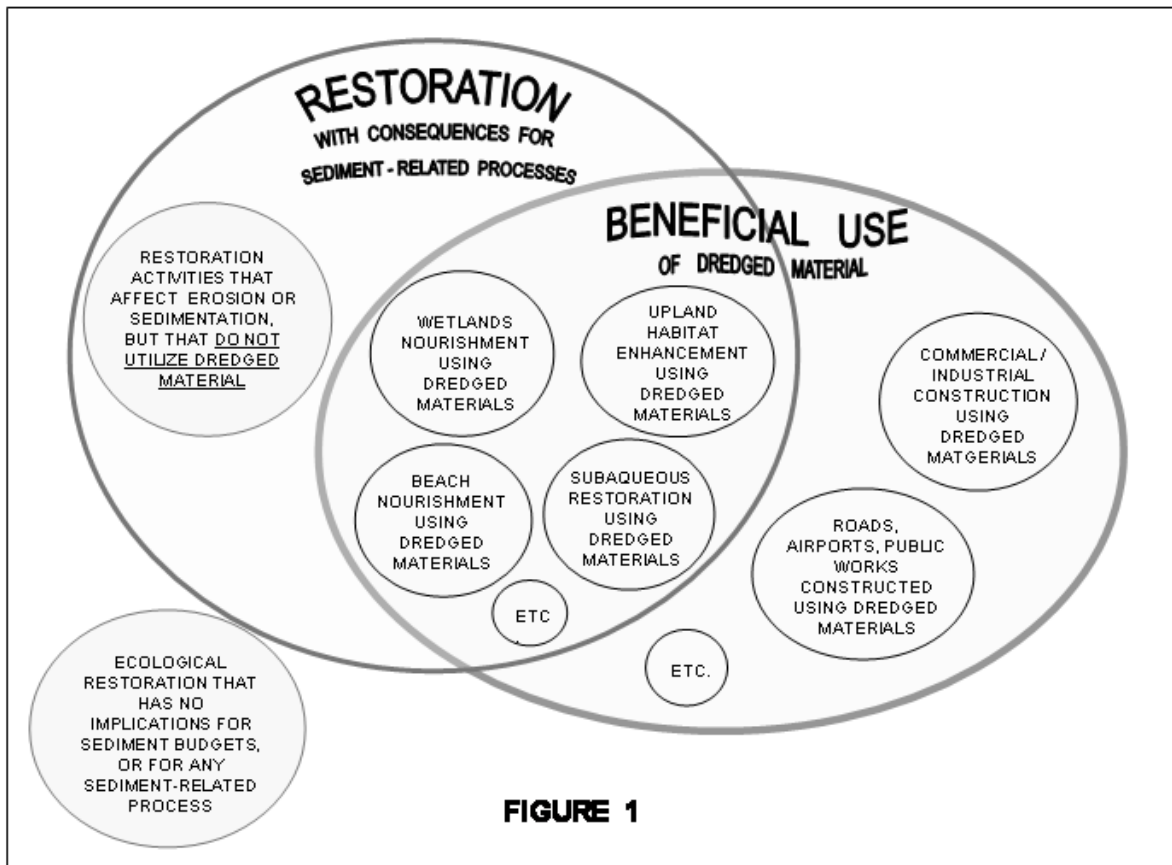 RESTORATION
WITH CONSEQUENCES FOR
SEDIMENT-RELATED PROCESSES
BENEFICIAL USE
OF DREDGED MATERIAL
RESTORATION
ACTIVITIES THAT
AFFECT EROSION OR
SEDIMENTATION,
BUT THAT DO NOT
UTILIZE DREDGED
MATERIAL
WETLANDS
NOURISHMENT
USING
DREDGED
MATERIALS
UPLAND
HABITAT
ENHANCEMENT
USING
DREDGED
MATERIALS
COMMERCIAL/
INDUSTRIAL
CONSTRUCTION
USING
DREDGED
MATGERIALS
BEACH
NOURISHMENT
USING
DREDGED
MATERIALS
SUBAQUEOUS
RESTORATION
USING
DREDGED
MATERIALS
ROADS,
AIRPORTS, PUBLIC
WORKS
CONSTRUCTED
USING DREDGED
MATERIALS
ETC
.
ETC.
ECOLOGICAL
RESTORATION THAT
HAS NO
IMPLICATIONS FOR
SEDIMENT BUDGETS,
OR FOR ANY
SEDIMENT-RELATED
PROCESS
FIGURE 1